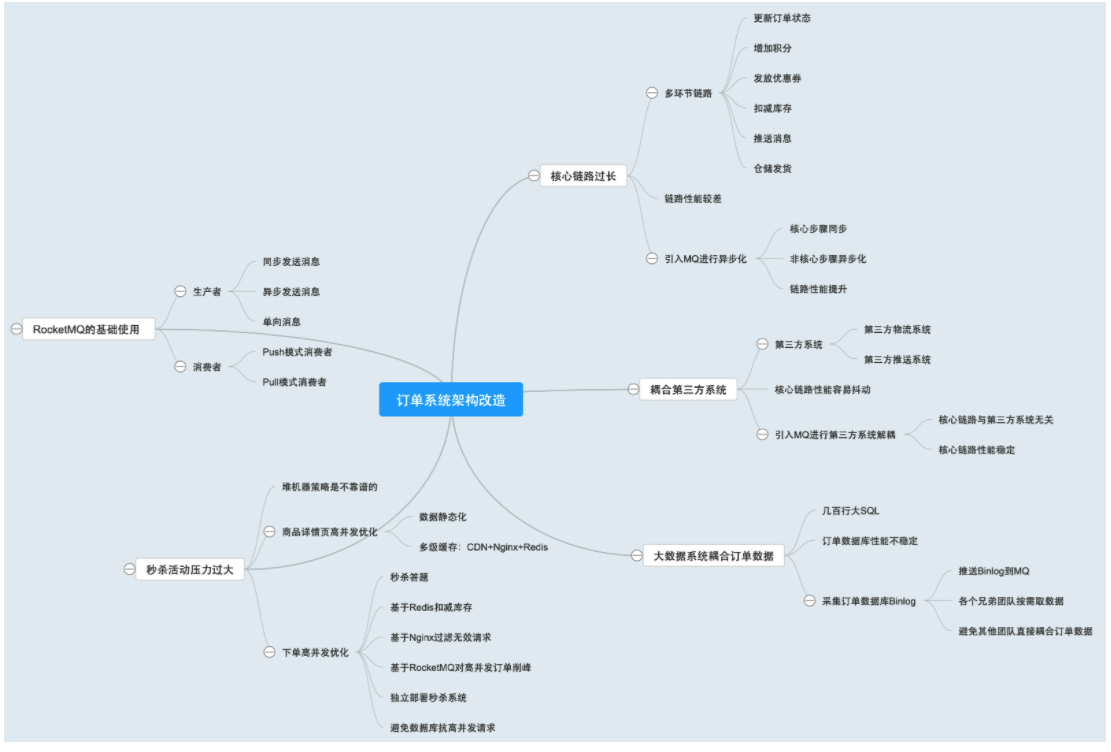 订单系统架构改造
核心链路过长
多环节链路
更新订单状态
增加积分
发放优惠券
扣减库存
推送消息
仓储发货
链路性能较差
引入MQ进行异步化
核心步骤同步
非核心步骤异步化
链路性能提升
耦合第三方系统
第三方系统
第三方物流系统
第三方推送系统
核心链路性能容易抖动
引入MQ进行第三方系统解耦
核心链路与第三方系统无关
核心链路性能稳定
大数据系统耦合订单数据
几百行大SQL
订单数据库性能不稳定
采集订单数据库Binlog
推送Binlog到MQ
各个兄弟团队按需取数据
避免其他团队直接耦合订单数据
RocketMQ的基础使用
生产者
同步发送消息
异步发送消息
单向消息
消费者
Push模式消费者
Pull模式消费者
秒杀活动压力过大
堆机器策略是不靠谱的
商品详情页高并发优化
数据静态化
多级缓存：CDN+Nginx+Redis
下单高并发优化
秒杀答题
基于Redis扣减库存
基于Nginx过滤无效请求
基于RocketMQ对高并发订单削峰
独立部署秒杀系统
避免数据库抗高并发请求